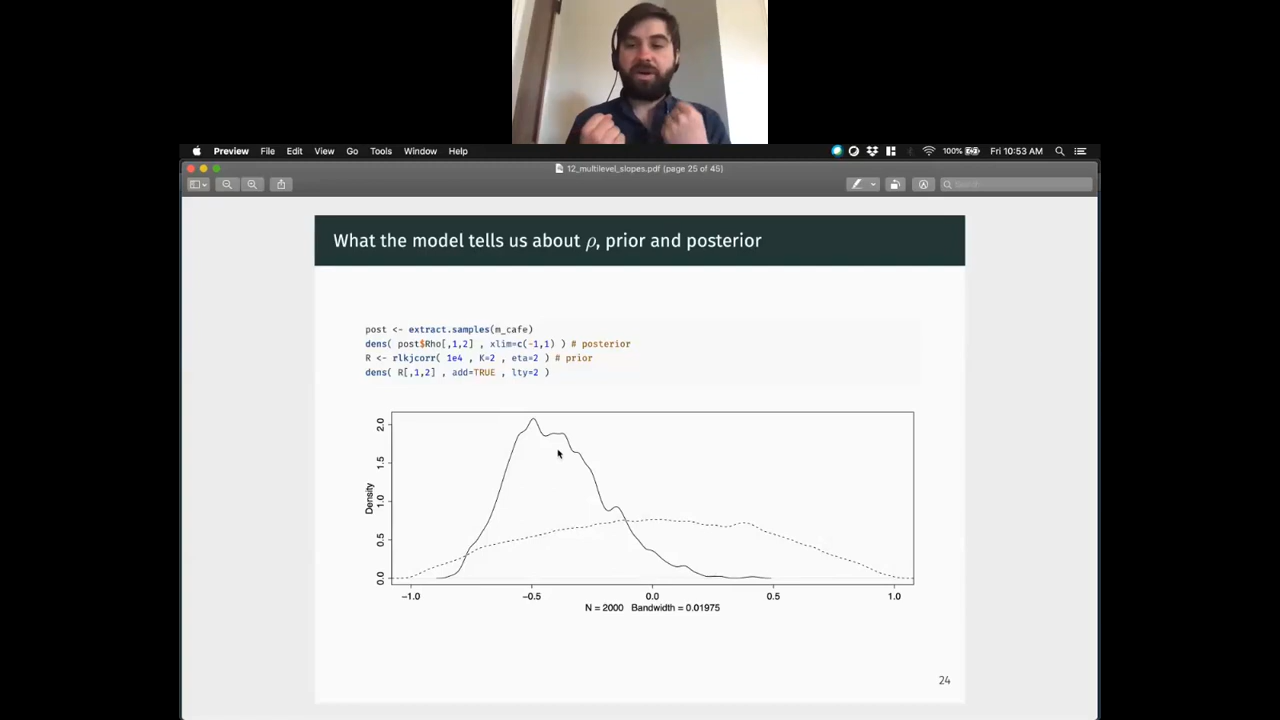 Preview File Edit View Go Tools Window Help 100% Fri 10:53 AM
12_multilevel_slopes.pdf (page 25 of 45)
Search
What the model tells us about ρ, prior and posterior
post <- extract.samples(m_cafe)
dens( post$Rho[,1,2] , xlim=c(-1,1) ) # posterior
R <- rlkjcorr( 1e4 , K=2 , eta=2 ) # prior
dens( R[,1,2] , add=TRUE , lty=2 )
2.0
1.5
1.0
0.5
0.0
Density
-1.0 -0.5 0.0 0.5 1.0
N = 2000 Bandwidth = 0.01975
24